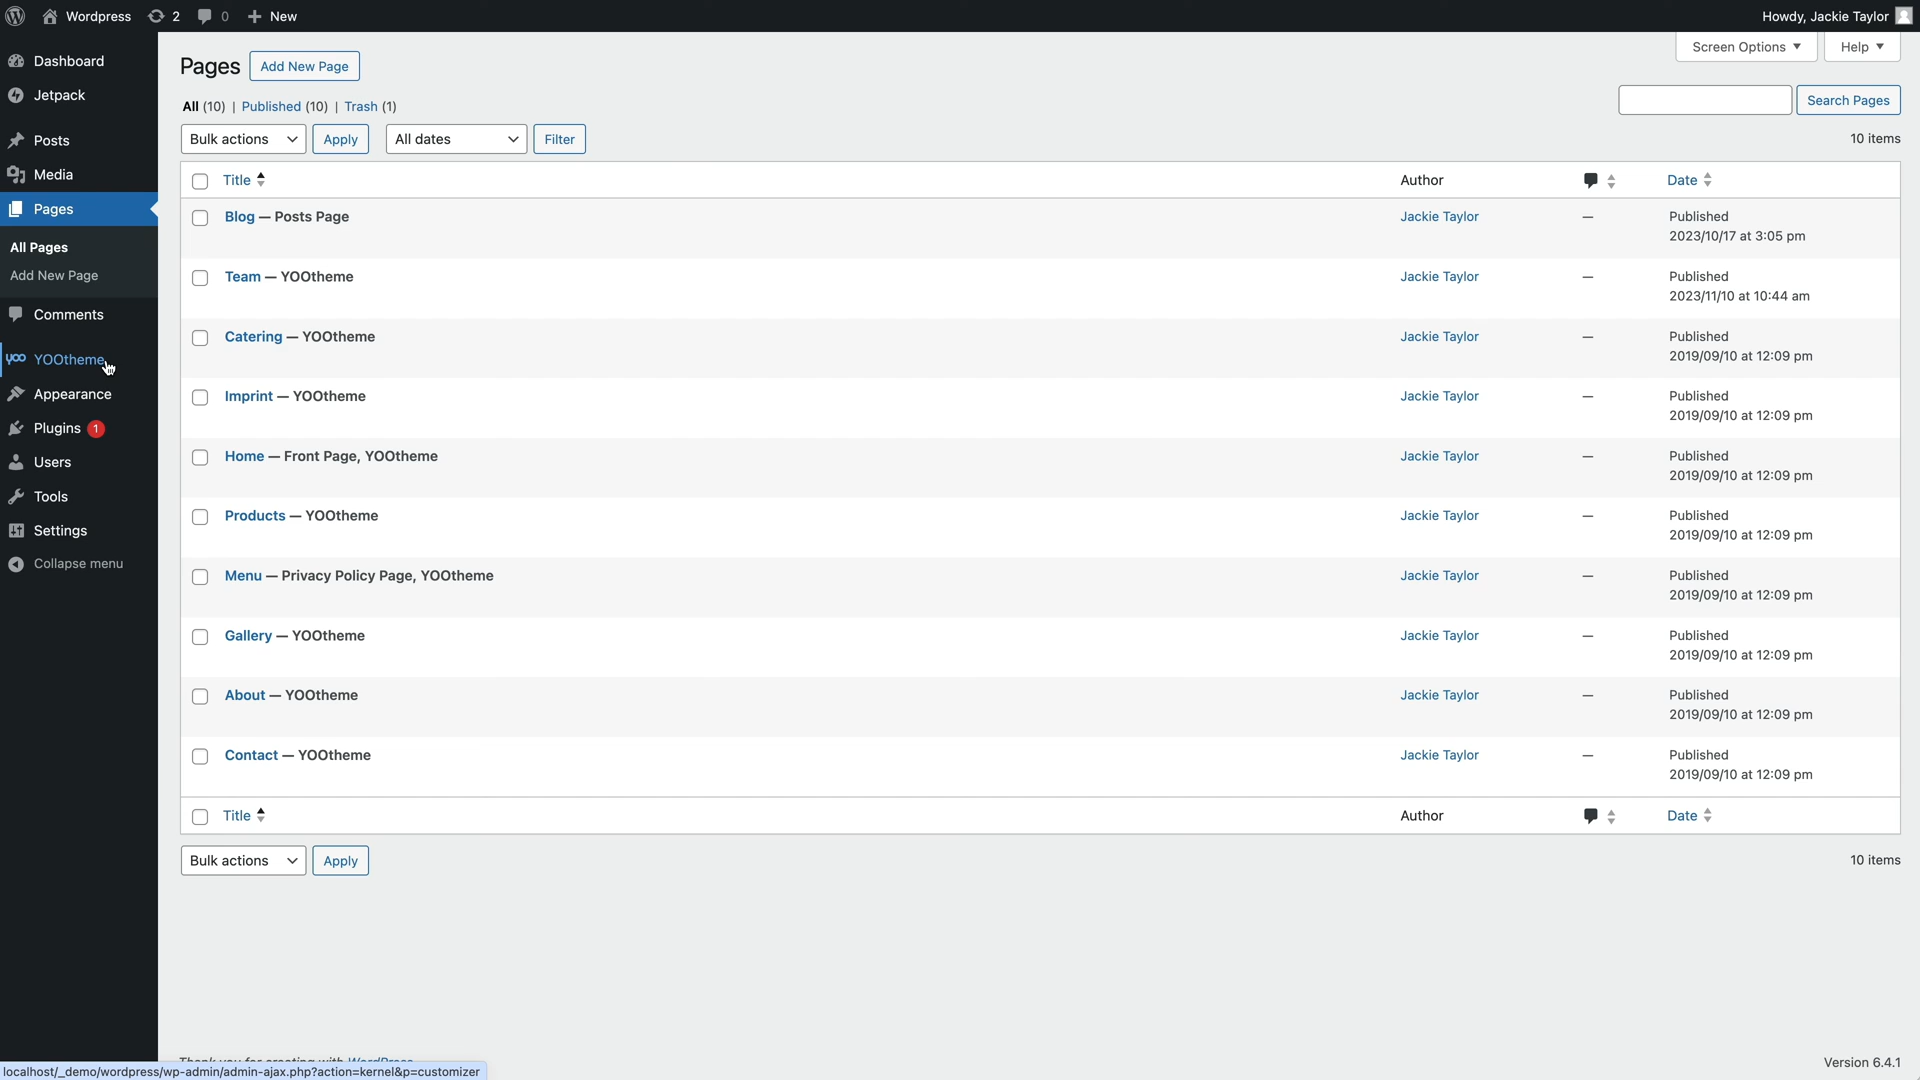 Wordpress 2 0 + New Howdy, Jackie Taylor
Dashboard
Jetpack
Posts
Media
Pages
All Pages
Add New Page
Comments
yoo YOOtheme
Appearance
Plugins 1
Users
Tools
Settings
Collapse menu
Screen Options Help
Pages Add New Page
All (10) | Published (10) | Trash (1)
Search Pages
Bulk actions Apply All dates Filter 10 items
Title Author Date
Blog — Posts Page Jackie Taylor — Published
2023/10/17 at 3:05 pm
Team — YOOtheme Jackie Taylor — Published
2023/11/10 at 10:44 am
Catering — YOOtheme Jackie Taylor — Published
2019/09/10 at 12:09 pm
Imprint — YOOtheme Jackie Taylor — Published
2019/09/10 at 12:09 pm
Home — Front Page, YOOtheme Jackie Taylor — Published
2019/09/10 at 12:09 pm
Products — YOOtheme Jackie Taylor — Published
2019/09/10 at 12:09 pm
Menu — Privacy Policy Page, YOOtheme Jackie Taylor — Published
2019/09/10 at 12:09 pm
Gallery — YOOtheme Jackie Taylor — Published
2019/09/10 at 12:09 pm
About — YOOtheme Jackie Taylor — Published
2019/09/10 at 12:09 pm
Contact — YOOtheme Jackie Taylor — Published
2019/09/10 at 12:09 pm
Title Author Date
Bulk actions Apply 10 items
Thank you for creating with WordPress. Version 6.4.1
localhost/_demo/wordpress/wp-admin/admin-ajax.php?action=kernel&p=customizer